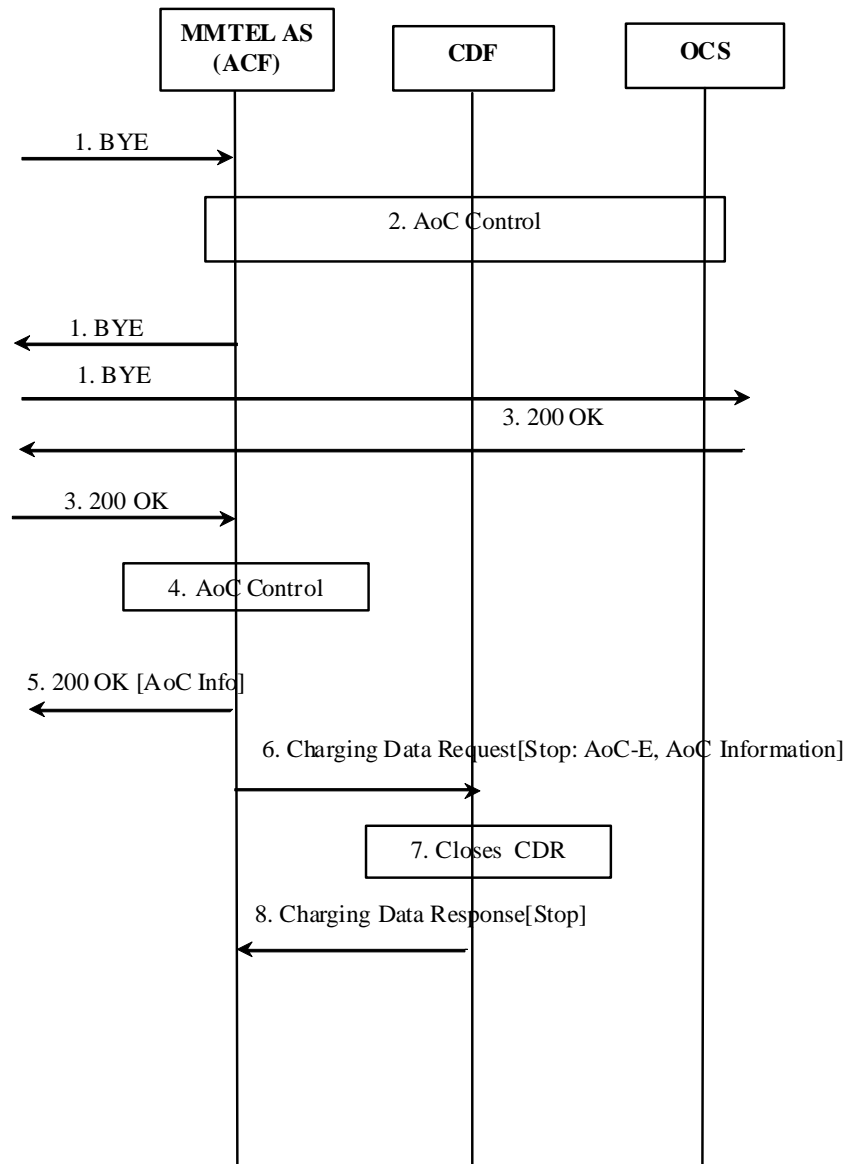 MMTEL AS
(ACF)
CDF
OCS
1. BYE
2. AoC Control
1. BYE
1. BYE
3. 200 OK
3. 200 OK
4. AoC Control
5. 200 OK [AoC Info]
6. Charging Data Request[Stop: AoC-E, AoC Information]
7. Closes CDR
8. Charging Data Response[Stop]